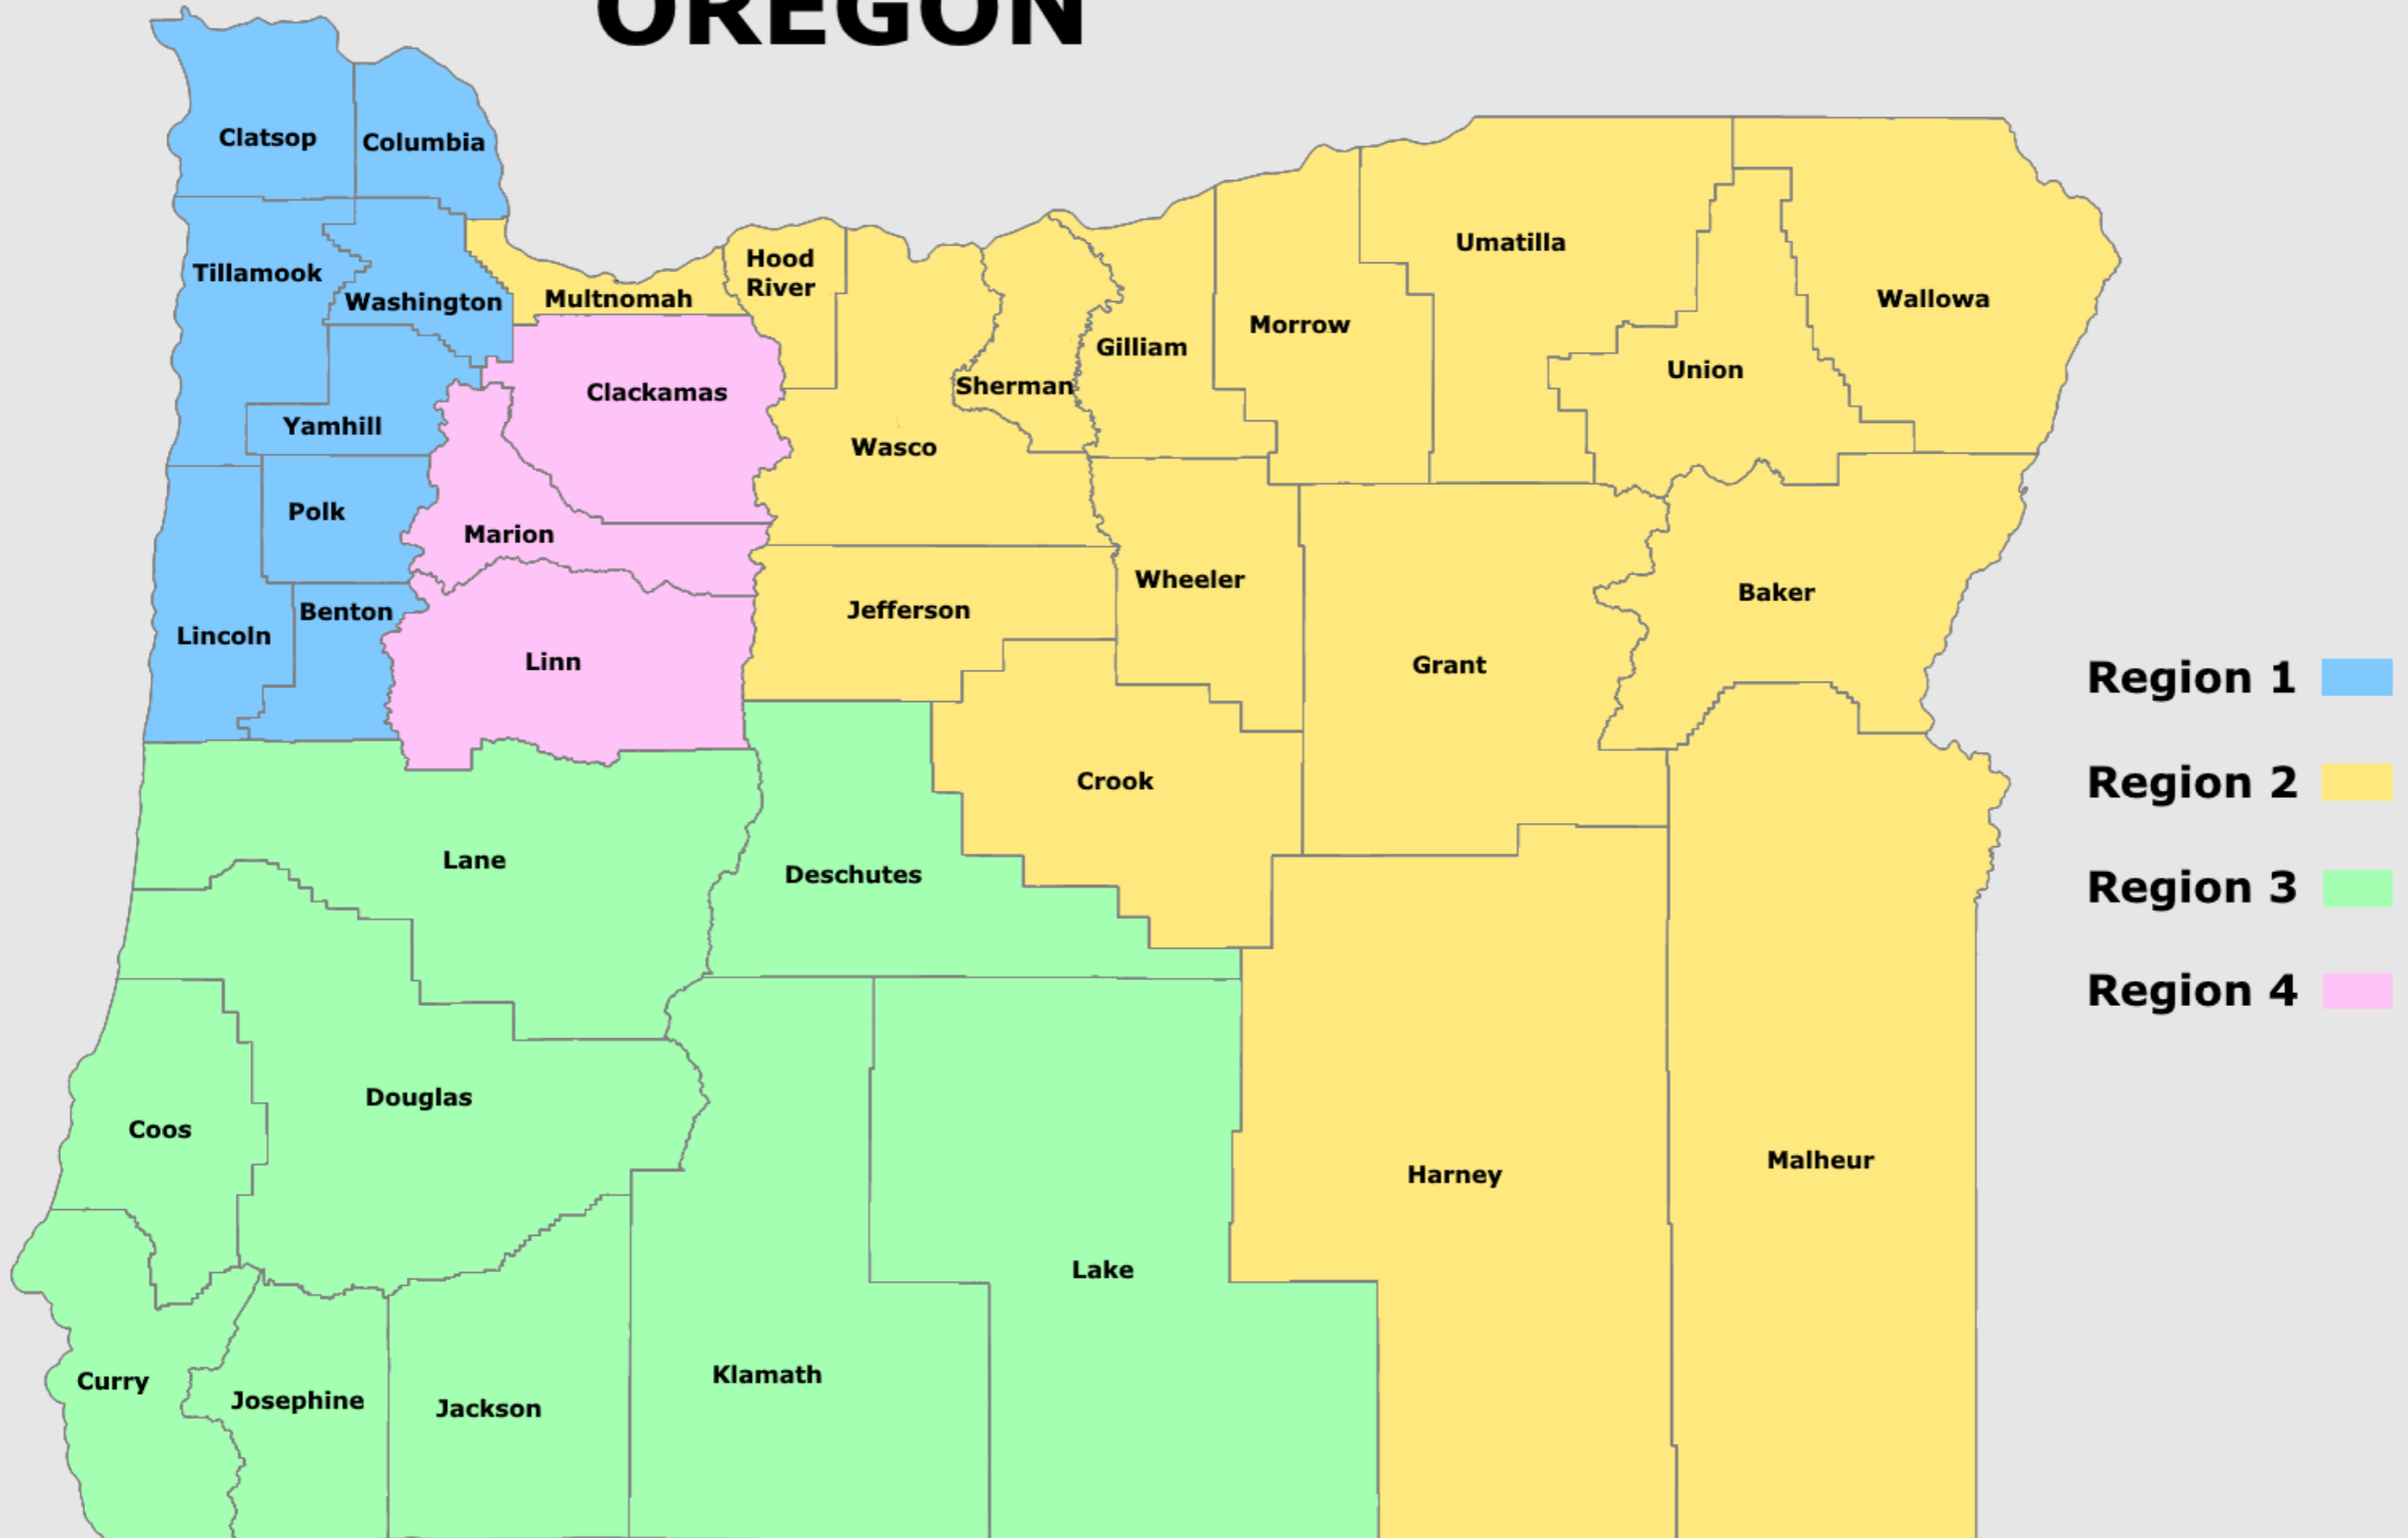 OREGON
Clatsop
Columbia
Tillamook
Washington
Multnomah
Hood
River
Umatilla
Wallowa
Morrow
Gilliam
Sherman
Union
Clackamas
Yamhill
Wasco
Polk
Marion
Wheeler
Baker
Benton
Jefferson
Lincoln
Linn
Grant
Crook
Lane
Deschutes
Douglas
Coos
Harney
Malheur
Lake
Klamath
Curry
Josephine
Jackson
Region 1
Region 2
Region 3
Region 4